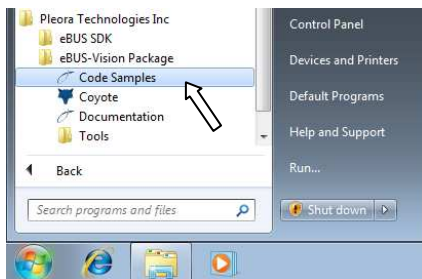 Pleora Technologies Inc
eBUS SDK
eBUS-Vision Package
Code Samples
Coyote
Documentation
Tools
Back
Search programs and files
Control Panel
Devices and Printers
Default Programs
Help and Support
Run...
Shut down